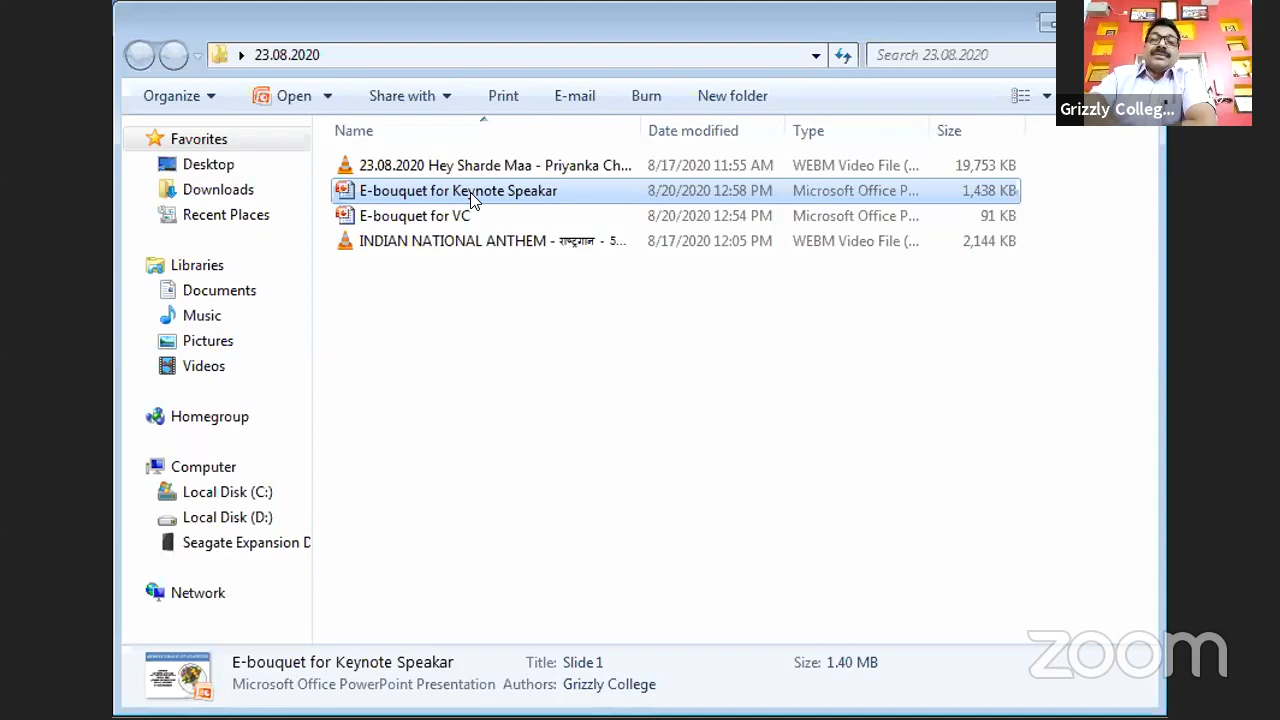 23.08.2020
Search 23.08.2020
Organize
Open
Share with
Print
E-mail
Burn
New folder
Grizzly Colleg...
Name
Date modified
Type
Size
Favorites
Desktop
Downloads
Recent Places
Libraries
Documents
Music
Pictures
Videos
Homegroup
Computer
Local Disk (C:)
Local Disk (D:)
Seagate Expansion D
Network
23.08.2020 Hey Sharde Maa - Priyanka Ch... 8/17/2020 11:55 AM WEBM Video File (... 19,753 KB
E-bouquet for Keynote Speakar 8/20/2020 12:58 PM Microsoft Office P... 1,438 KB
E-bouquet for VC 8/20/2020 12:54 PM Microsoft Office P... 91 KB
INDIAN NATIONAL ANTHEM - राष्ट्रगान - 5... 8/17/2020 12:05 PM WEBM Video File (... 2,144 KB
E-bouquet for Keynote Speakar Title: Slide1 Size: 1.40 MB
Microsoft Office PowerPoint Presentation Authors: Grizzly College
zoom